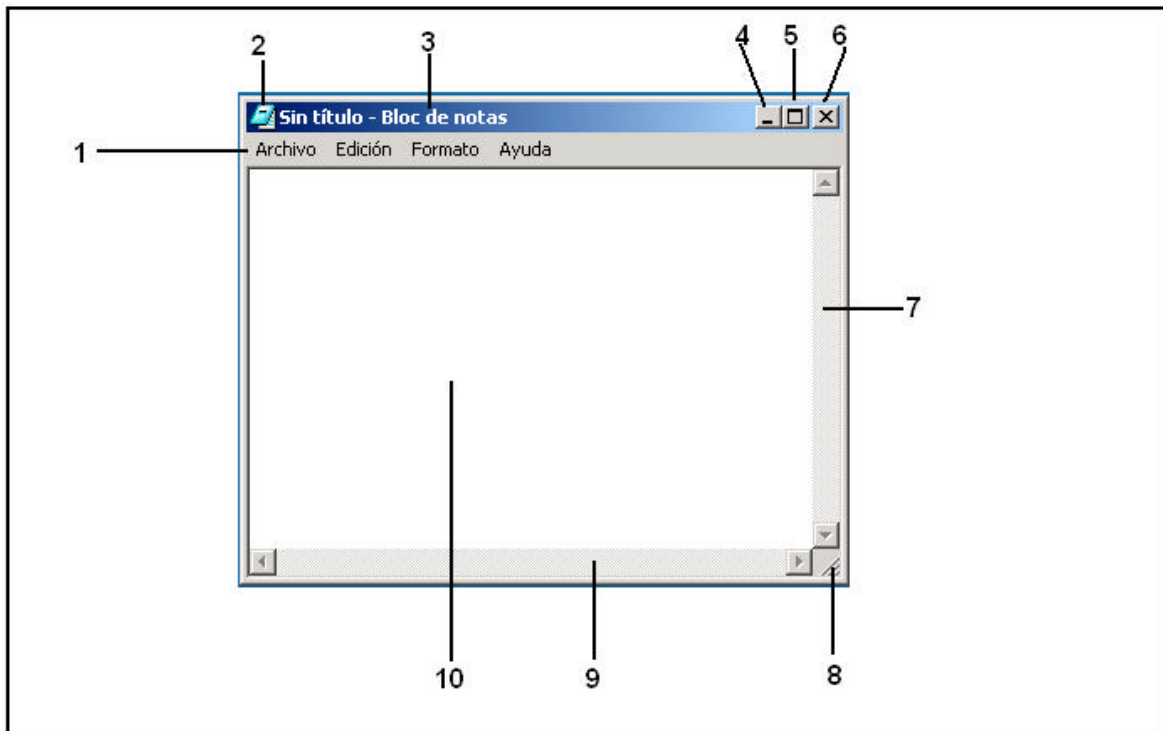 2 3 4 5 6
Sin título - Bloc de notas
1 Archivo Edición Formato Ayuda
7
10 9 8